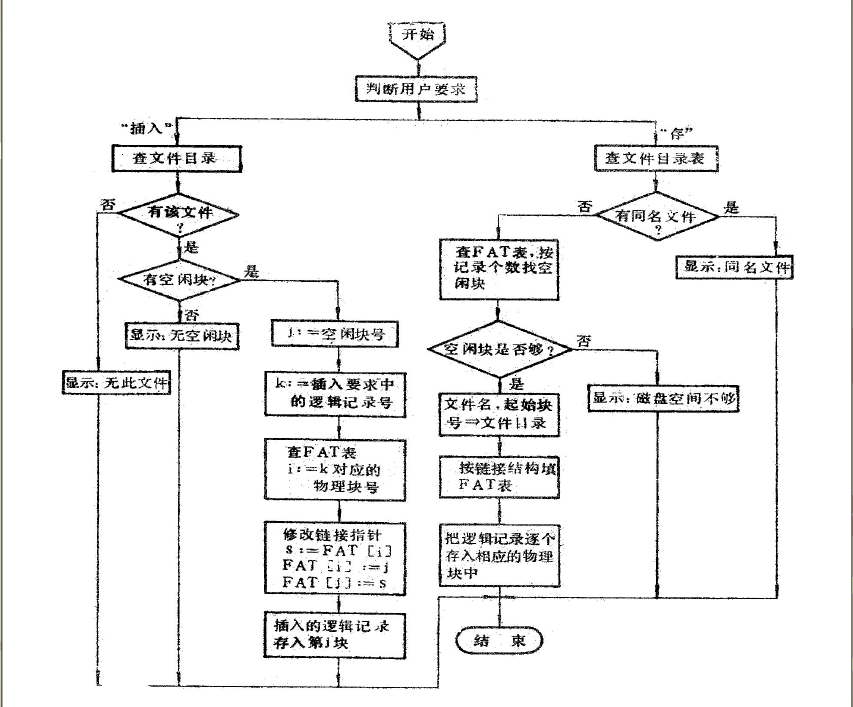 开始
判断用户要求
“插入”
“存”
查文件目录
查文件目录表
否
有该文件
?
是
有空闲块?
是
否
显示:无空闲块
显示:无此文件
j:=空闲块号
k:=插入要求中
的逻辑记录号
查FAT表
i:=k对应的
物理块号
修改链接指针
s:=FAT [i]
FAT [i] :=j
FAT [j]:=s
插入的逻辑记录
存入第j块
否
有同名文件
?
是
显示:同名文件
查FAT表,按
记录个数找空
闲块
空闲块是否够?
否
是
显示:磁盘空间不够
文件名,起始块
号⇒文件目录
按链接结构填
FAT表
把逻辑记录逐个
存入相应的物理
块中
结 束